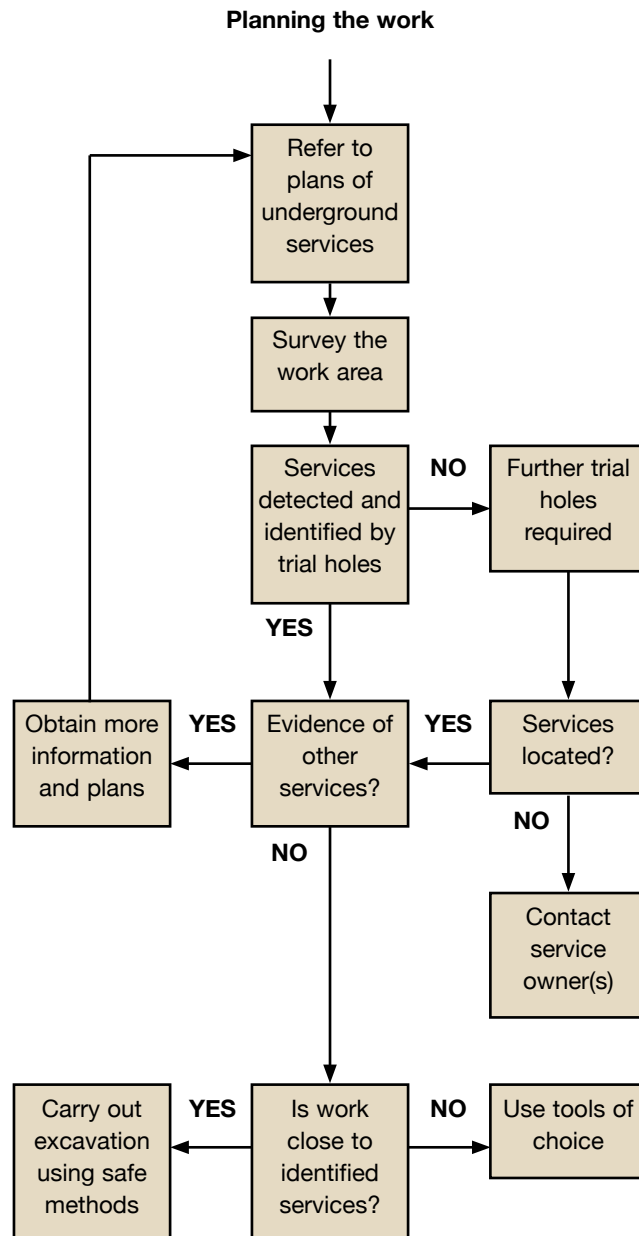 Planning the work
Refer to
plans of
underground
services
Survey the
work area
Services
detected and
identified by
trial holes
NO
Further trial
holes
required
YES
Obtain more
information
and plans
YES
Evidence of
other
services?
YES
Services
located?
NO
NO
Contact
service
owner(s)
Carry out
excavation
using safe
methods
YES
Is work
close to
identified
services?
NO
Use tools of
choice